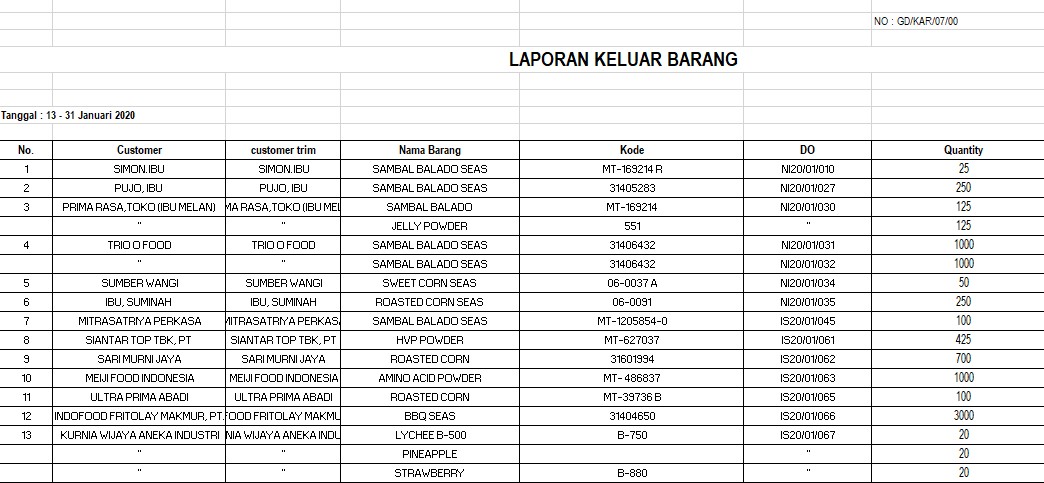 NO : GD/KAR/07/00
LAPORAN KELUAR BARANG
Tanggal : 13 - 31 Januari 2020
No. Customer customer trim Nama Barang Kode DO Quantity
1 SIMON.IBU SIMON.IBU SAMBAL BALADO SEAS MT-169214 R NI20/01/010 25
2 PUJO, IBU PUJO, IBU SAMBAL BALADO SEAS 31405283 NI20/01/027 250
3 PRIMA RASA,TOKO (IBU MELAN) MA RASA,TOKO (IBU MEL SAMBAL BALADO MT-169214 NI20/01/030 125
" " JELLY POWDER 551 " 125
4 TRIO O FOOD TRIO O FOOD SAMBAL BALADO SEAS 31406432 NI20/01/031 1000
" " SAMBAL BALADO SEAS 31406432 NI20/01/032 1000
5 SUMBER WANGI SUMBER WANGI SWEET CORN SEAS 06-0037 A NI20/01/034 50
6 IBU, SUMINAH IBU, SUMINAH ROASTED CORN SEAS 06-0091 NI20/01/035 250
7 MITRASATRIYA PERKASA MITRASATRIYA PERKASA SAMBAL BALADO SEAS MT-1205854-0 IS20/01/045 100
8 SIANTAR TOP TBK, PT SIANTAR TOP TBK, PT HVP POWDER MT-627037 IS20/01/061 425
9 SARI MURNI JAYA SARI MURNI JAYA ROASTED CORN 31601994 IS20/01/062 700
10 MEIJI FOOD INDONESIA MEIJI FOOD INDONESIA AMINO ACID POWDER MT- 486837 IS20/01/063 1000
11 ULTRA PRIMA ABADI ULTRA PRIMA ABADI ROASTED CORN MT-39736 B IS20/01/065 100
12 INDOFOOD FRITOLAY MAKMUR, PT. FOOD FRITOLAY MAKMU BBQ SEAS 31404650 IS20/01/066 3000
13 KURNIA WIJAYA ANEKA INDUSTRI NIA WIJAYA ANEKA INDU LYCHEE B-500 B-750 IS20/01/067 20
" " PINEAPPLE " 20
" " STRAWBERRY B-880 " 20